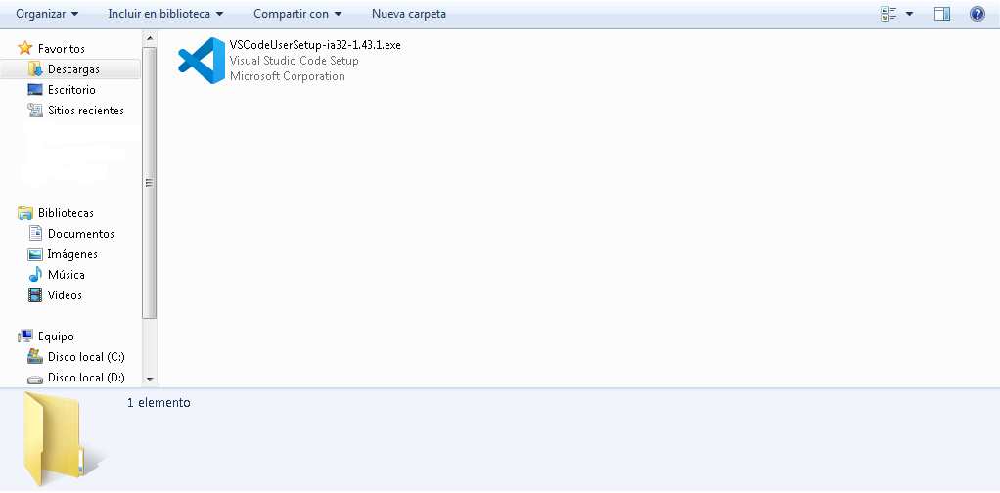 Organizar Incluir en biblioteca Compartir con Nueva carpeta
Favoritos
Descargas
Escritorio
Sitios recientes
Bibliotecas
Documentos
Imágenes
Música
Vídeos
Equipo
Disco local (C:)
Disco local (D:)
VSCodeUserSetup-ia32-1.43.1.exe
Visual Studio Code Setup
Microsoft Corporation
1 elemento